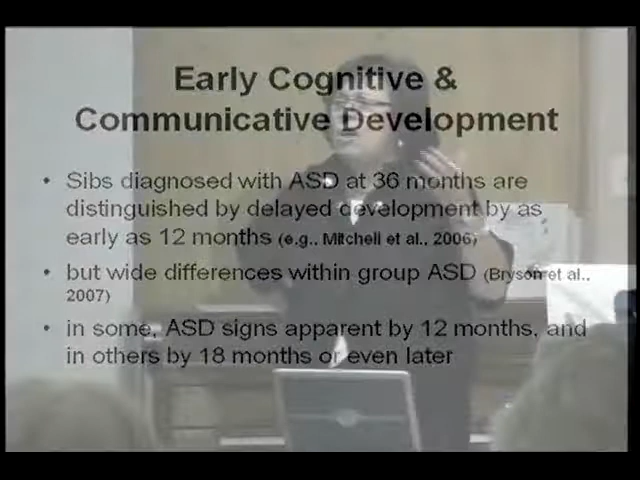 Early Cognitive &
Communicative Development
• Sibs diagnosed with ASD at 36 months are
distinguished by delayed development by as
early as 12 months (e.g., Mitchell et al., 2006)
• but wide differences within group ASD (Bryson et al.,
2007)
• in some, ASD signs apparent by 12 months, and
in others by 18 months or even later